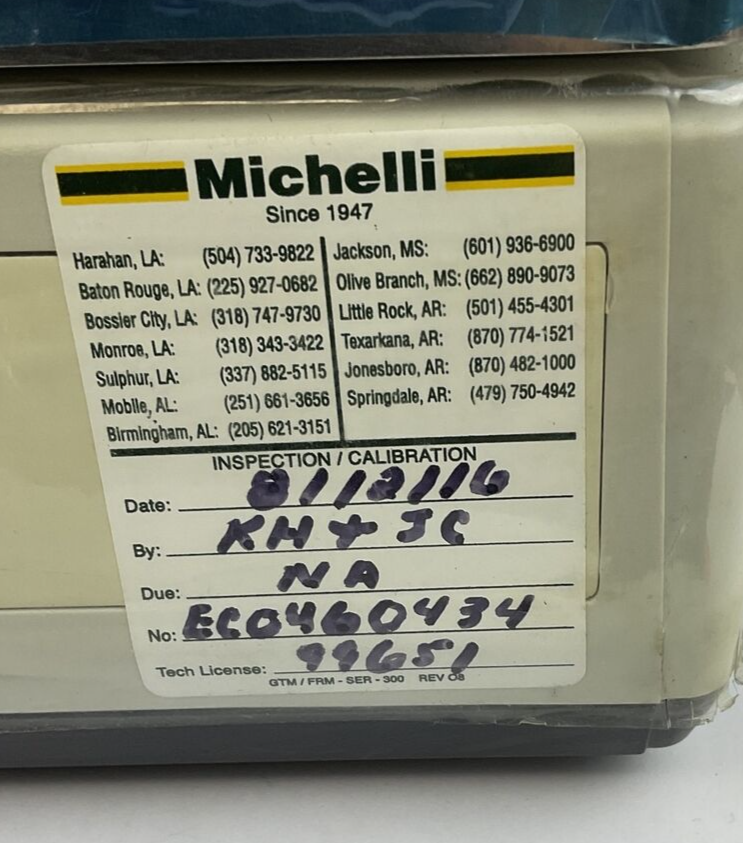 Michelli
Since 1947
Harahan, LA: (504) 733-9822
Baton Rouge, LA: (225) 927-0682
Bossier City, LA: (318) 747-9730
Monroe, LA: (318) 343-3422
Sulphur, LA: (337) 882-5115
Mobile, AL: (251) 661-3656
Birmingham, AL: (205) 621-3151
Jackson, MS: (601) 936-6900
Olive Branch, MS: (662) 890-9073
Little Rock, AR: (501) 455-4301
Texarkana, AR: (870) 774-1521
Jonesboro, AR: (870) 482-1000
Springdale, AR: (479) 750-4942
INSPECTION / CALIBRATION
Date: 8/12/16
By: KH + JC
Due: NA
No: EC0460434
Tech License: 99651
GTM / FRM - SER - 300 REV 08